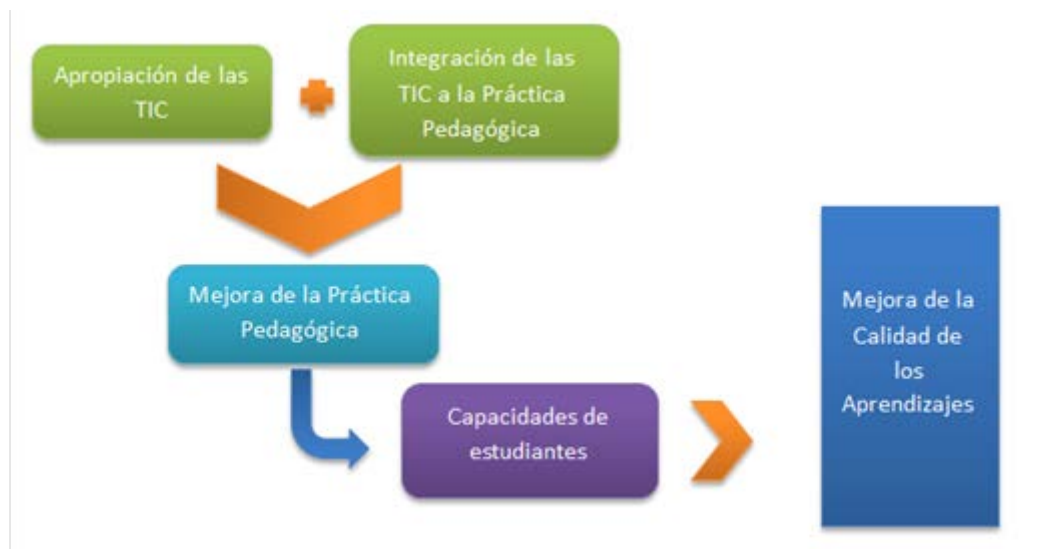 Apropiación de las
TIC
Integración de las
TIC a la Práctica
Pedagógica
Mejora de la Práctica
Pedagógica
Capacidades de
estudiantes
Mejora de la
Calidad de
los
Aprendizajes